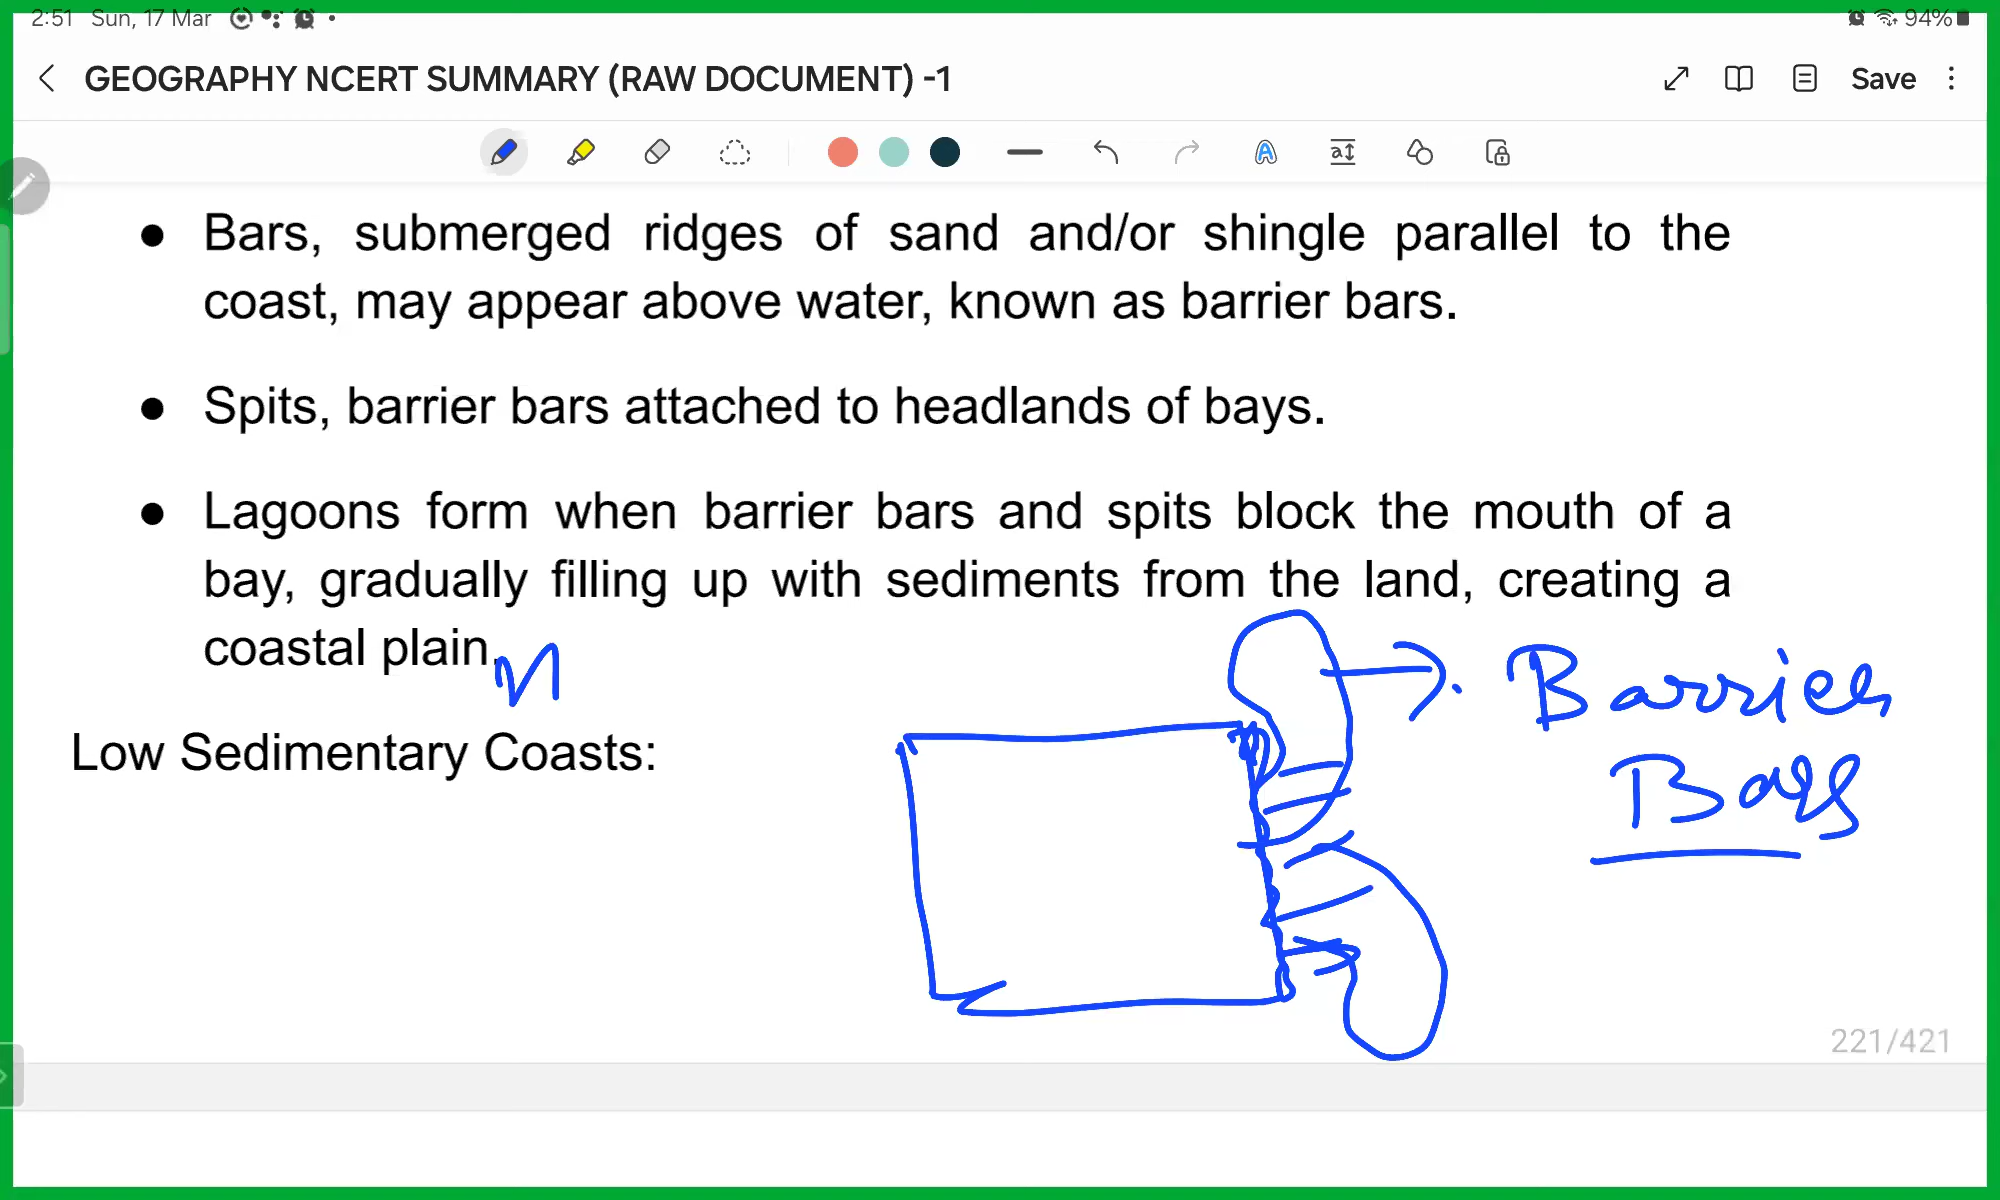 2:51 Sun, 17 Mar
94%
GEOGRAPHY NCERT SUMMARY (RAW DOCUMENT) -1
Save
● Bars, submerged ridges of sand and/or shingle parallel to the
coast, may appear above water, known as barrier bars.
● Spits, barrier bars attached to headlands of bays.
● Lagoons form when barrier bars and spits block the mouth of a
bay, gradually filling up with sediments from the land, creating a
coastal plain.
Barrier
Bars
Low Sedimentary Coasts:
221/421